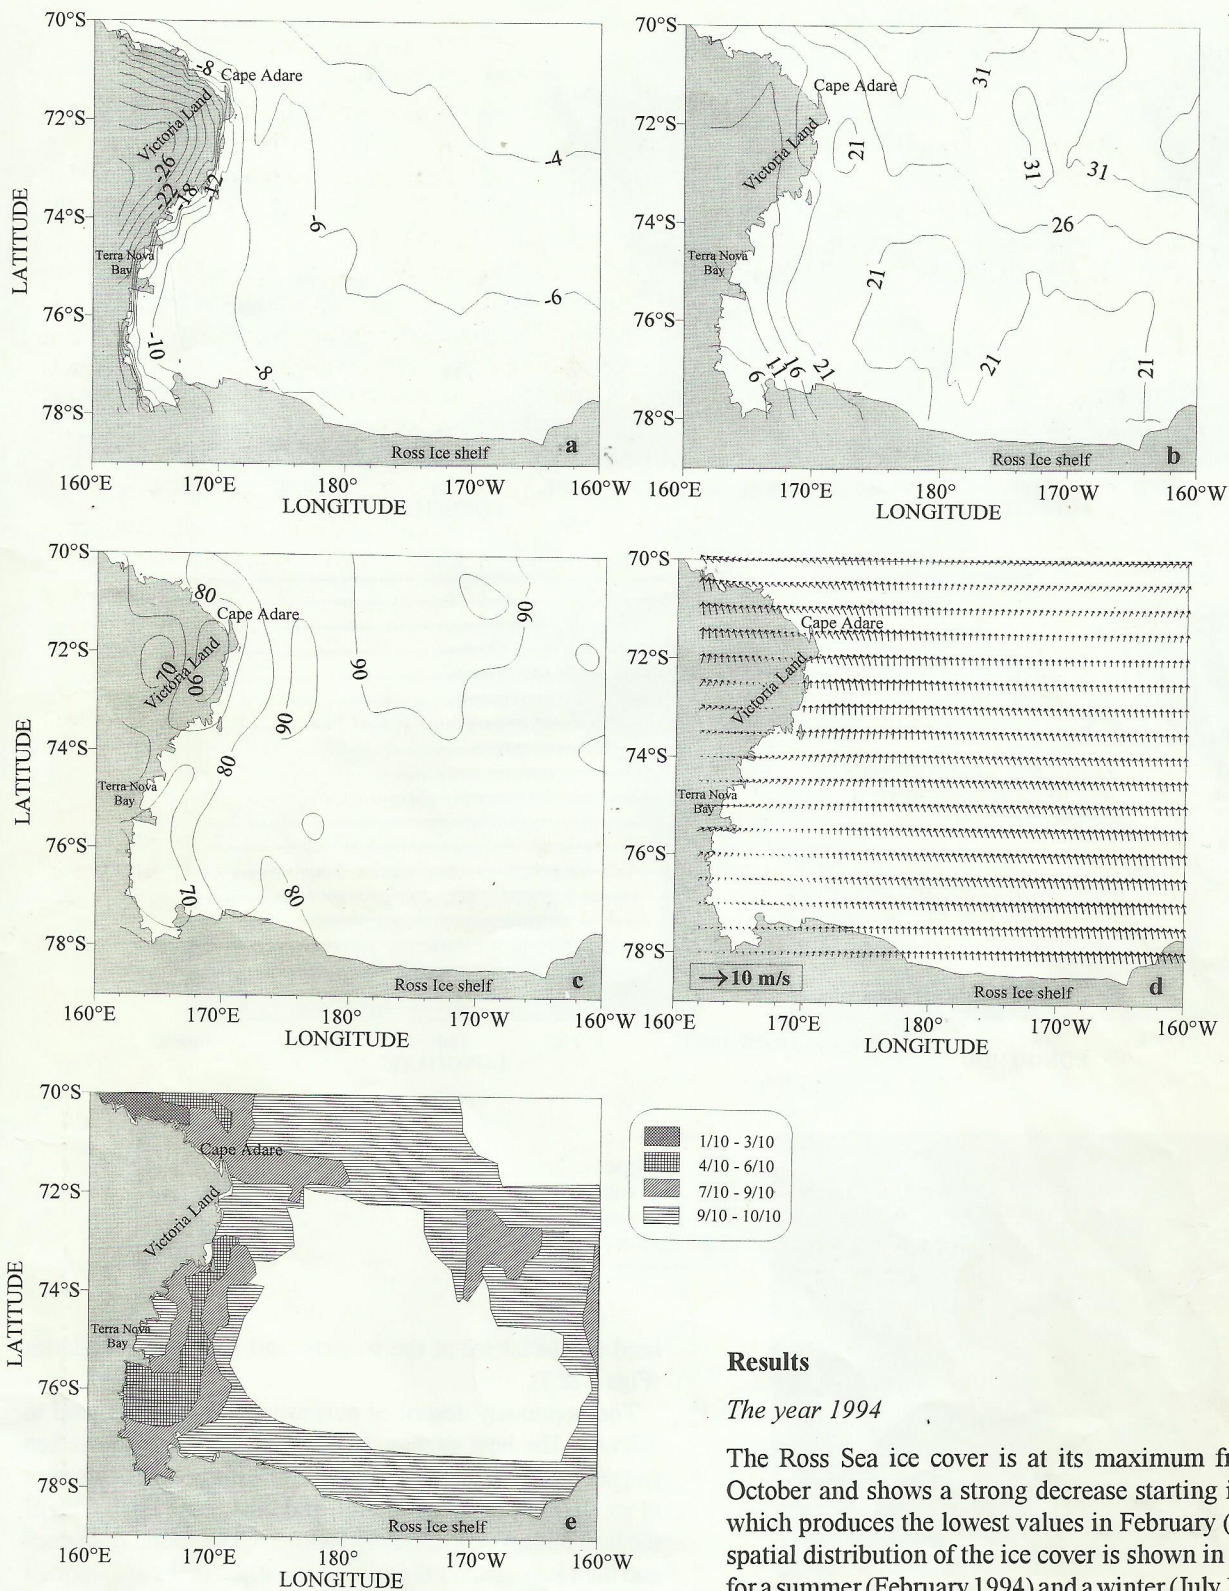 70°S
72°S
74°S
76°S
78°S
LATITUDE
-8
Cape Adare
Victoria Land
-26
-22
-18
-12
-4
-6
-6
Terra Nova
Bay
-10
-8
Ross Ice shelf
a
160°E
170°E
180°
170°W
160°W
LONGITUDE
70°S
72°S
74°S
76°S
78°S
31
Cape Adare
Victoria Land
21
31
31
26
Terra Nova
Bay
21
6
11
16
21
21
21
Ross Ice shelf
b
160°E
170°E
180°
170°W
160°W
LONGITUDE
70°S
72°S
74°S
76°S
78°S
LATITUDE
80
Cape Adare
Victoria Land
70
90
90
90
90
80
Terra Nova
Bay
70
80
Ross Ice shelf
c
160°E
170°E
180°
170°W
160°W
LONGITUDE
70°S
72°S
74°S
76°S
78°S
Cape Adare
Victoria Land
Terra Nova
Bay
10 m/s
Ross Ice shelf
d
160°E
170°E
180°
170°W
160°W
LONGITUDE
70°S
72°S
74°S
76°S
78°S
LATITUDE
Cape Adare
Victoria Land
Terra Nova
Bay
Ross Ice shelf
e
160°E
170°E
180°
170°W
160°W
LONGITUDE
1/10 - 3/10
4/10 - 6/10
7/10 - 9/10
9/10 - 10/10
Results
The year 1994
The Ross Sea ice cover is at its maximum
October and shows a strong decrease starting
which produces the lowest values in February (
spatial distribution of the ice cover is shown in
for a summer (February 1994) and a winter (July